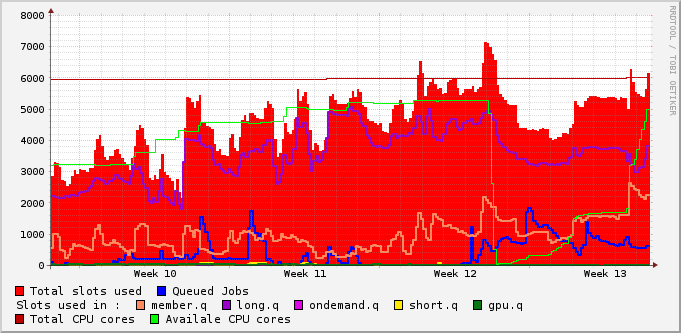 8000
7000
6000
5000
4000
3000
2000
1000
0
Week 10 Week 11 Week 12 Week 13
Total slots used Queued Jobs
Slots used in : member.q long.q ondemand.q short.q gpu.q
Total CPU cores Availale CPU cores
RRDTOOL / TOBI OETIKER